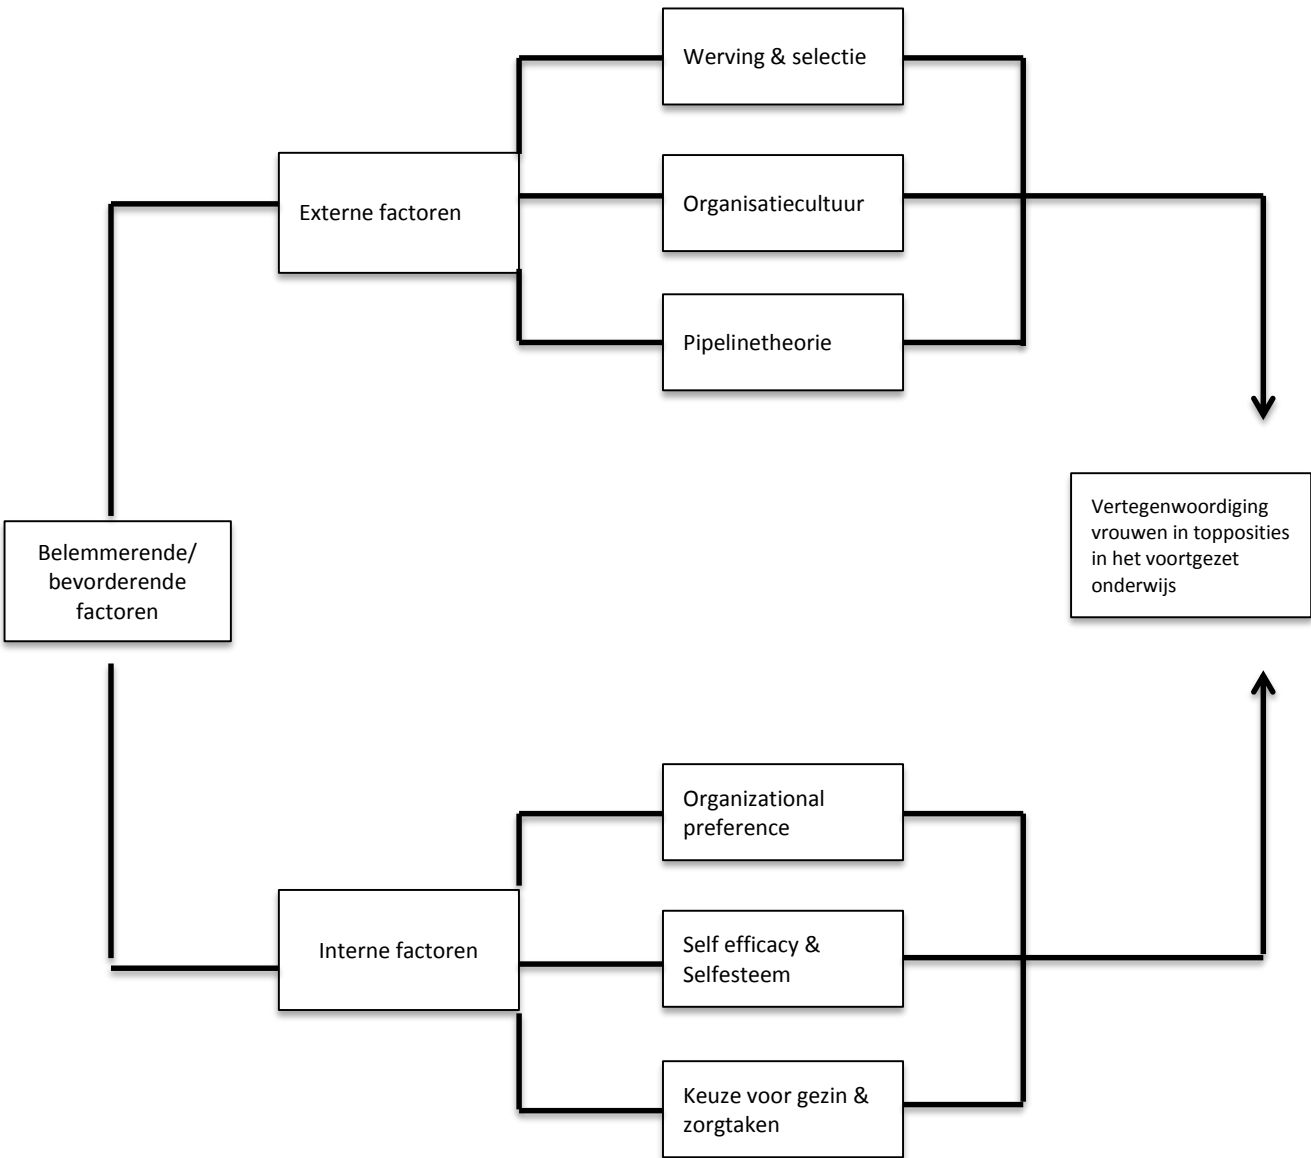 Werving & selectie
Externe factoren
Organisatiecultuur
Pipelinetheorie
Belemmerende/
bevorderende
factoren
Vertegenwoordiging
vrouwen in topposities
in het voortgezet
onderwijs
Organizational
preference
Interne factoren
Self efficacy &
Selfesteem
Keuze voor gezin &
zorgtaken